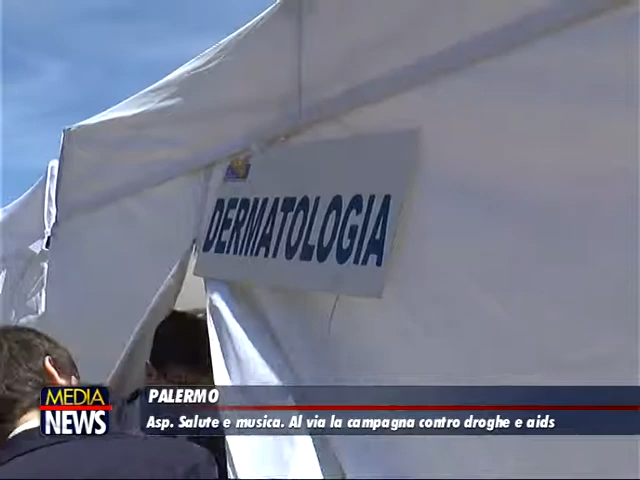 DERMATOLOGIA
MEDIA
NEWS
PALERMO
Asp. Salute e musica. Al via la campagna contro droghe e aids